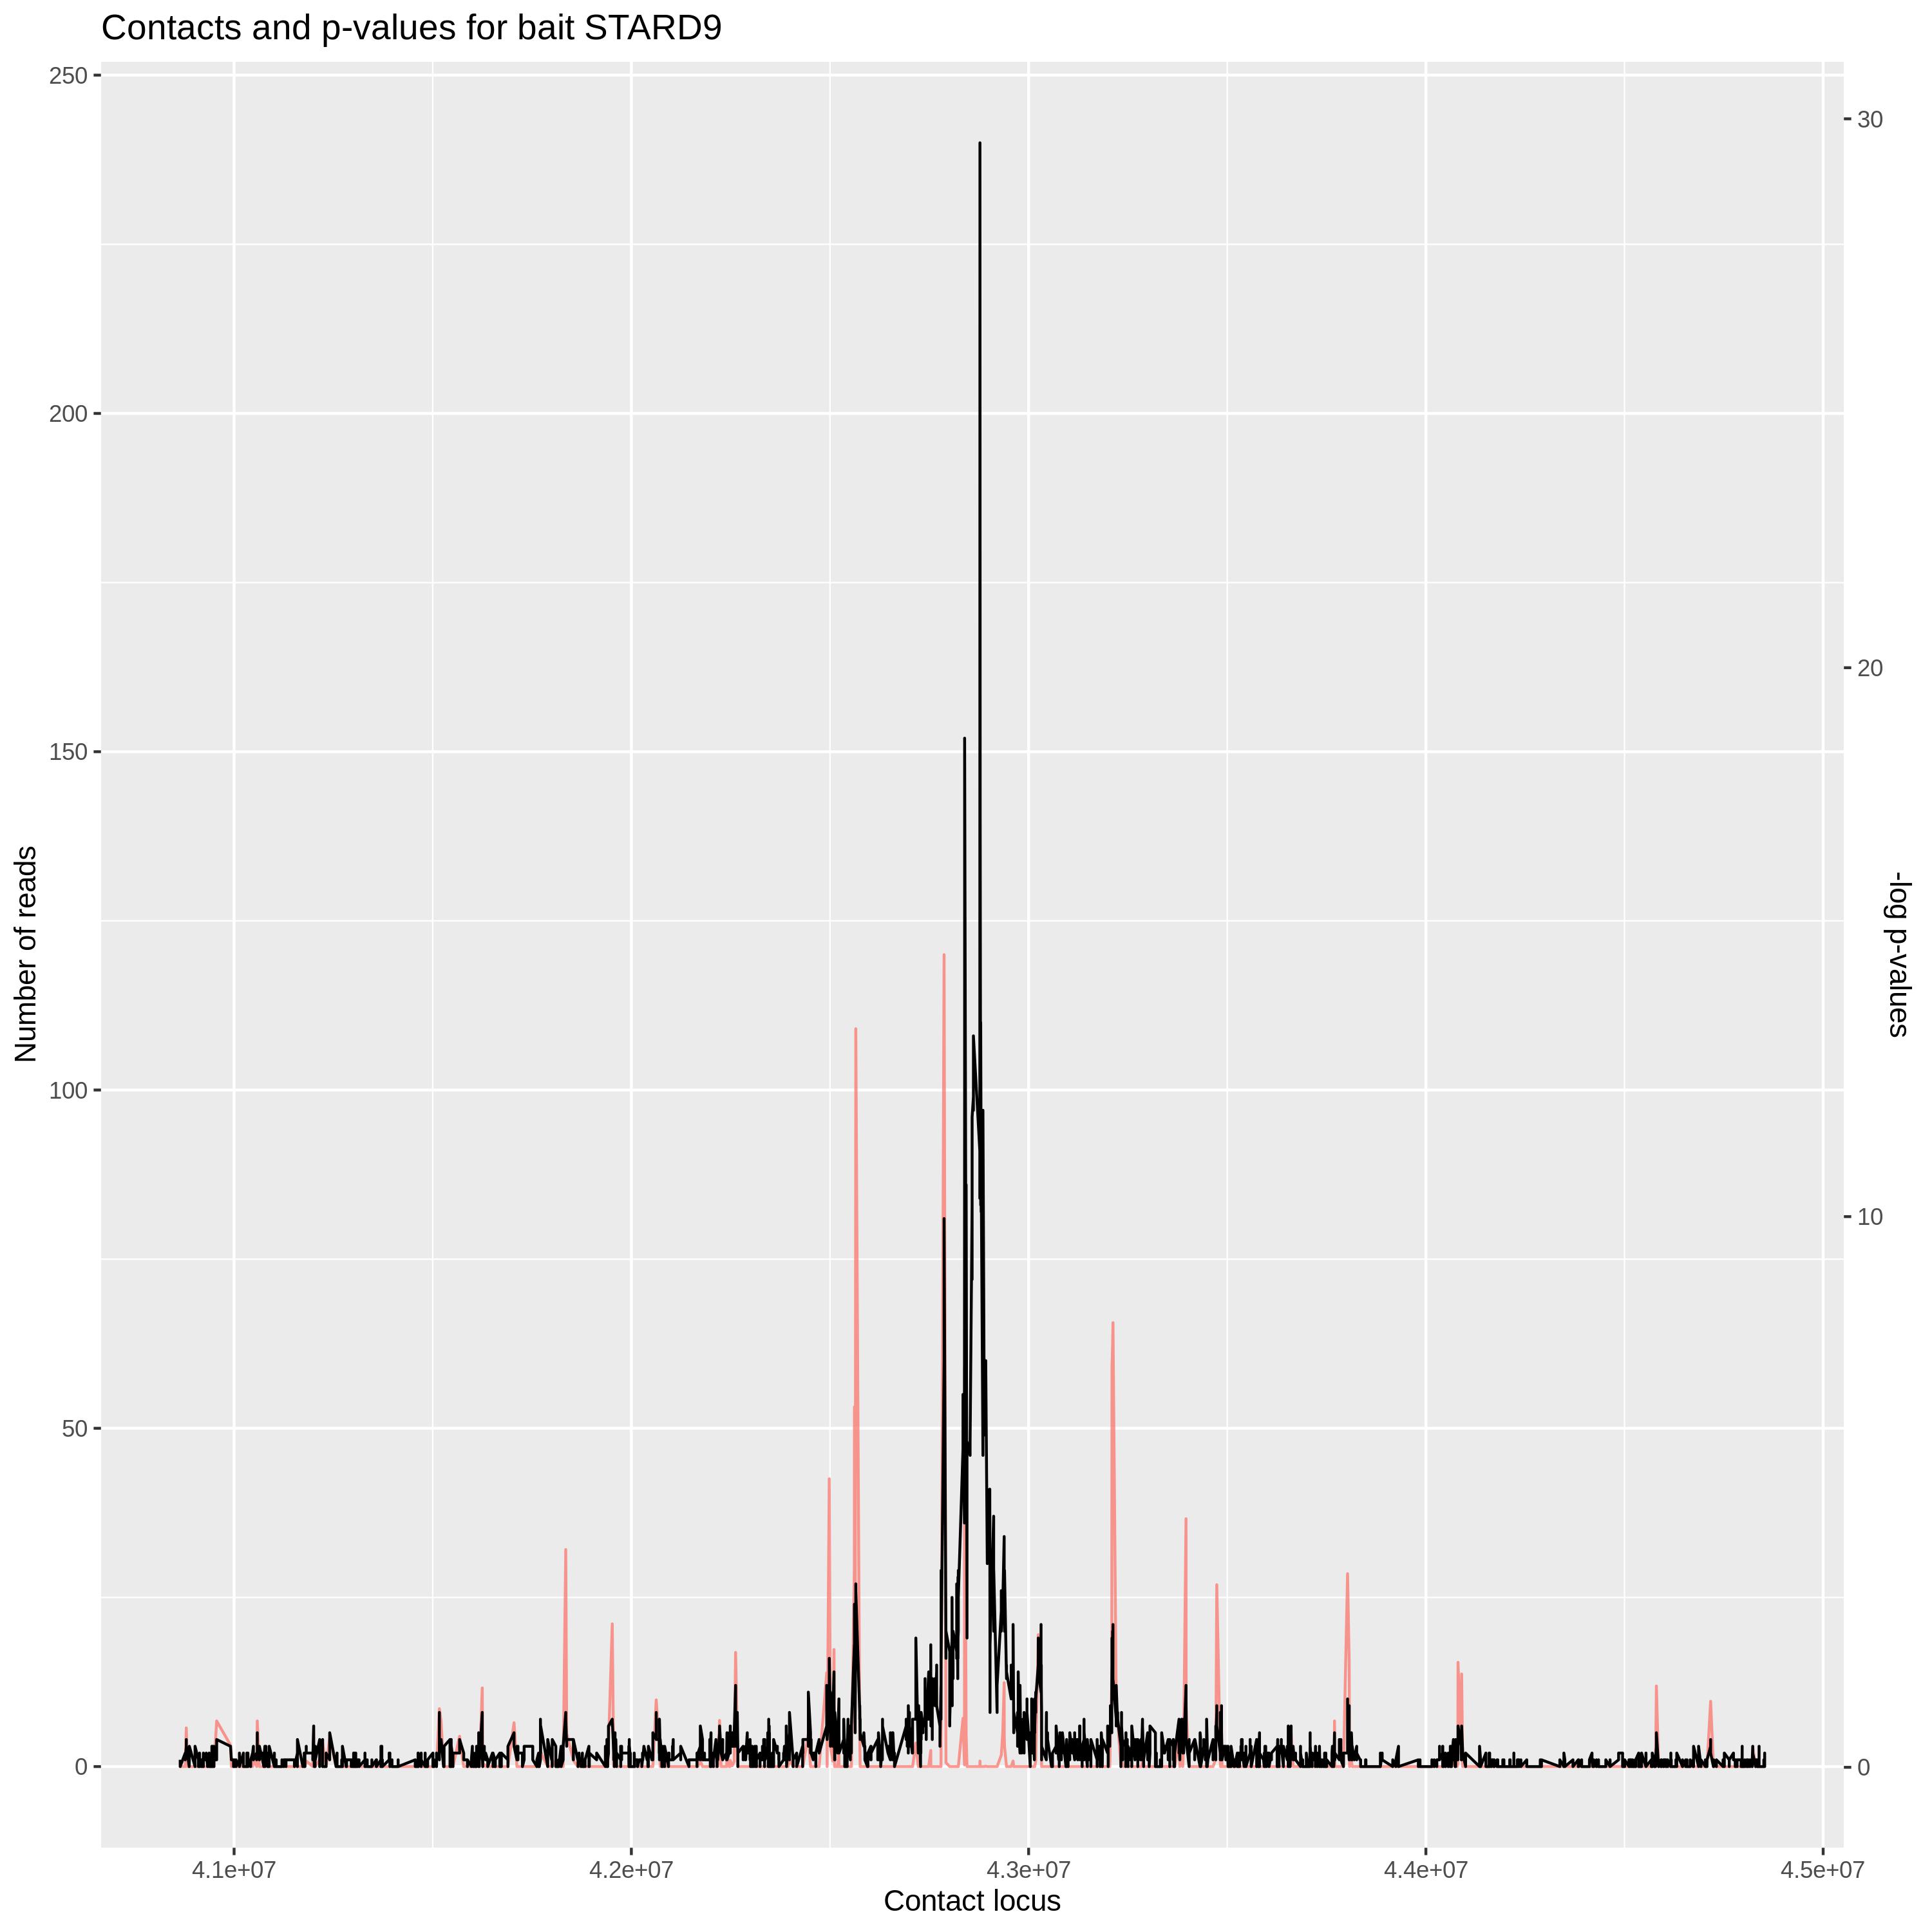 Contacts and p-values for bait STARD9
250
200
150
100
50
0
Number of reads
30
20
10
0
-log p-values
4.1e+07
4.2e+07
4.3e+07
4.4e+07
4.5e+07
Contact locus